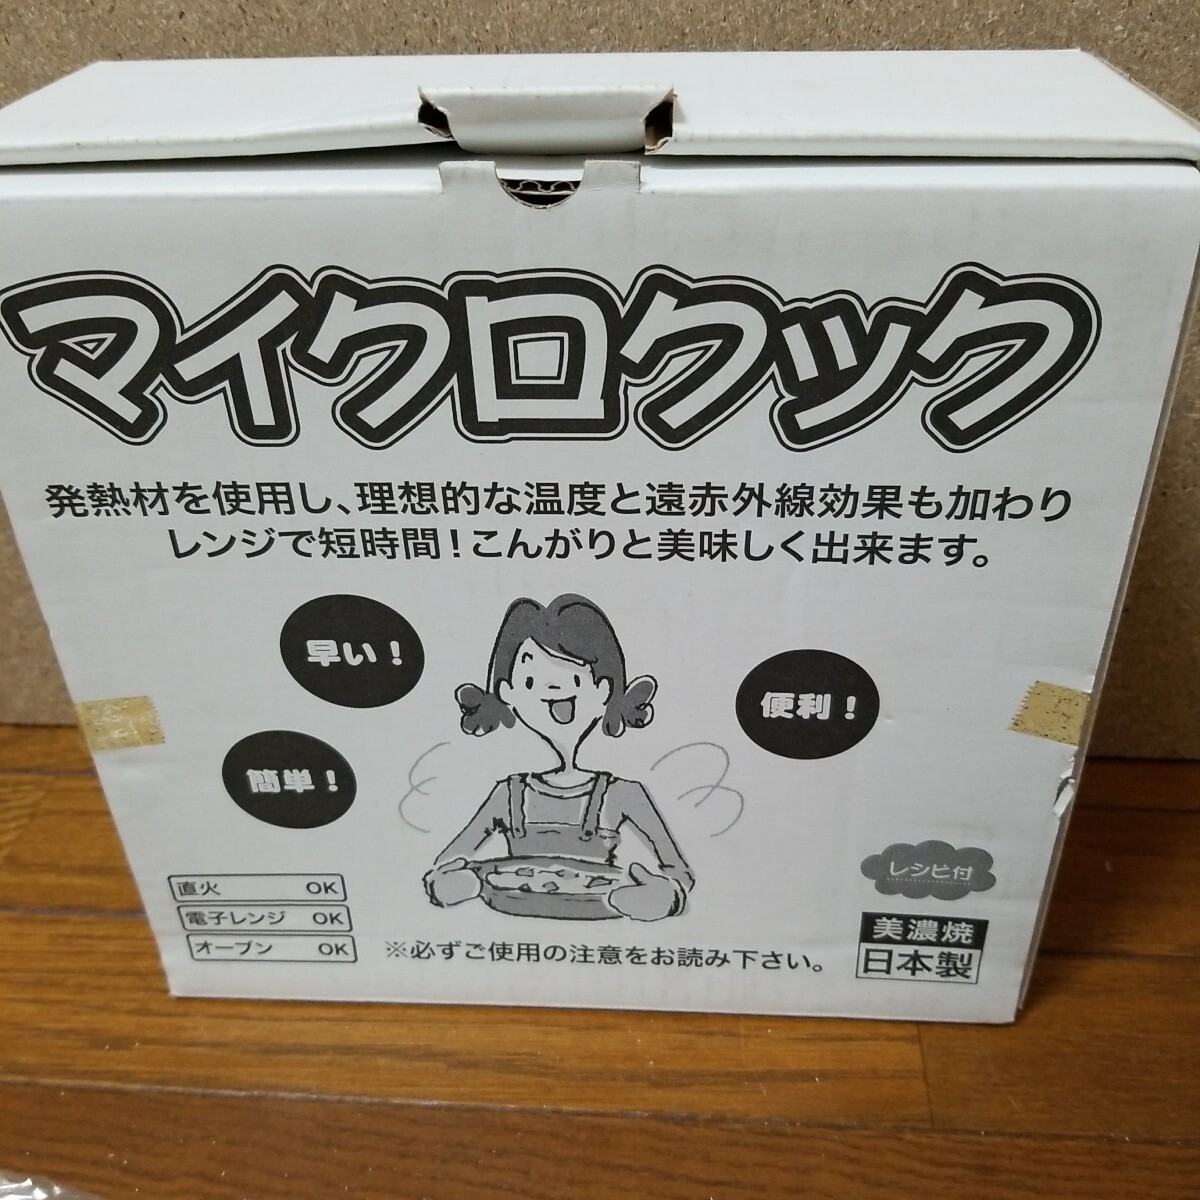 マイクロクック
発熱材を使用し、理想的な温度と遠赤外線効果も加わり
レンジで短時間！こんがりと美味しく出来ます。
早い！
便利！
簡単！
レシピ付
直火 OK
電子レンジ OK
オーブン OK
※必ずご使用の注意をお読み下さい。
美濃焼
日本製